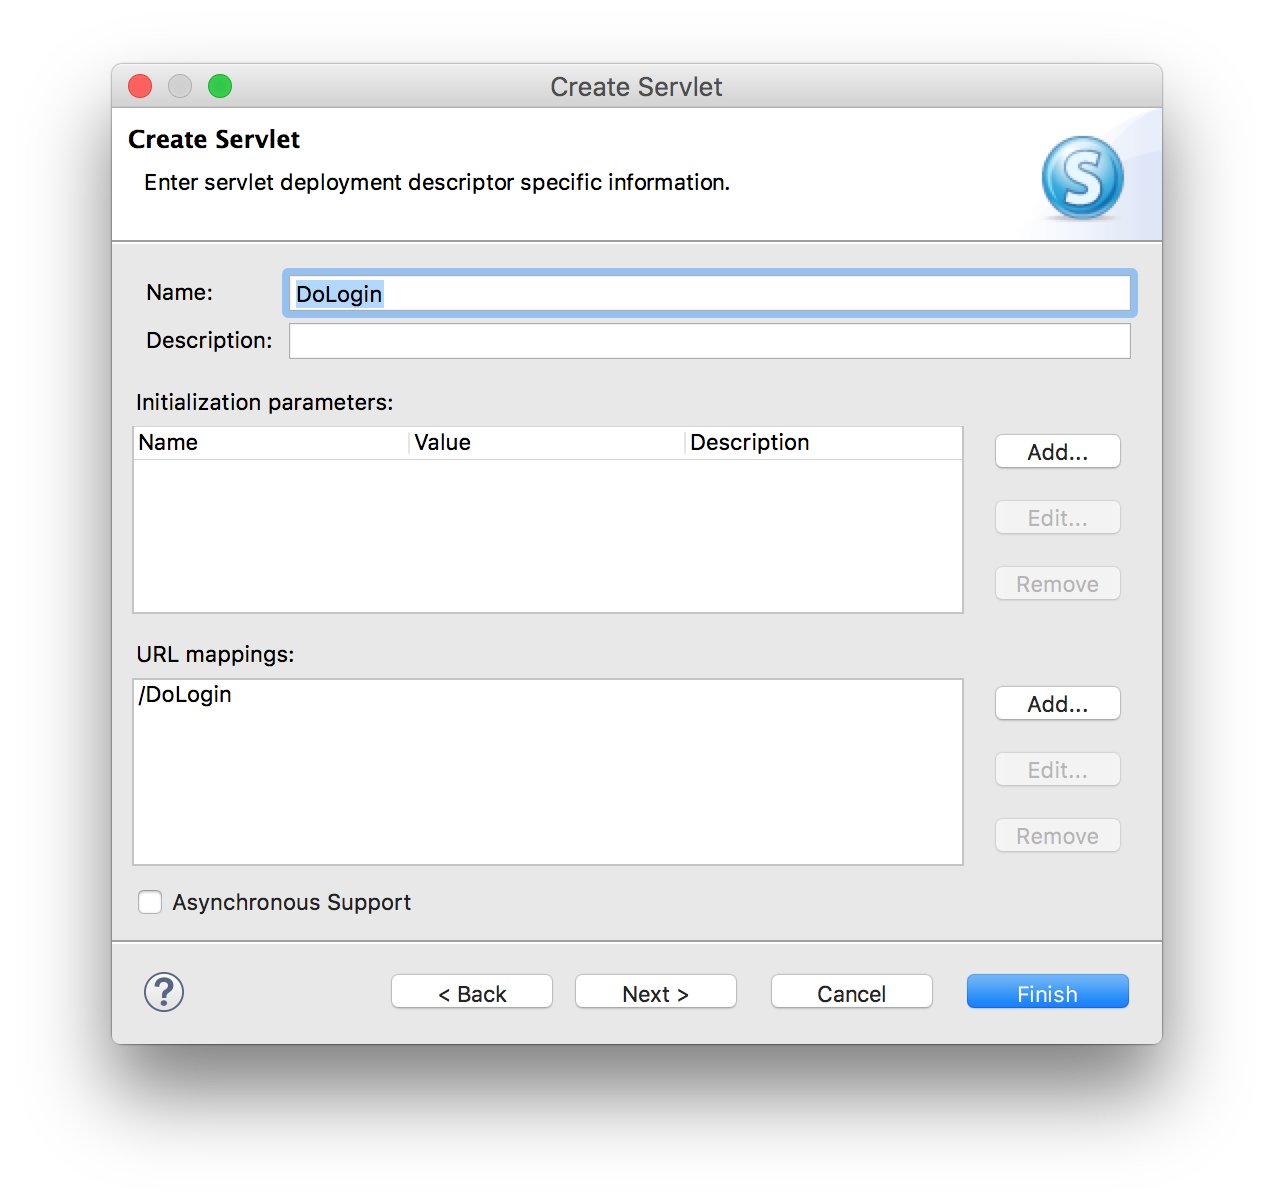 Create Servlet
Create Servlet
Enter servlet deployment descriptor specific information.
S
Name: DoLogin
Description:
Initialization parameters:
Name Value Description
Add...
Edit...
Remove
URL mappings:
/DoLogin
Add...
Edit...
Remove
Asynchronous Support
? < Back Next > Cancel Finish